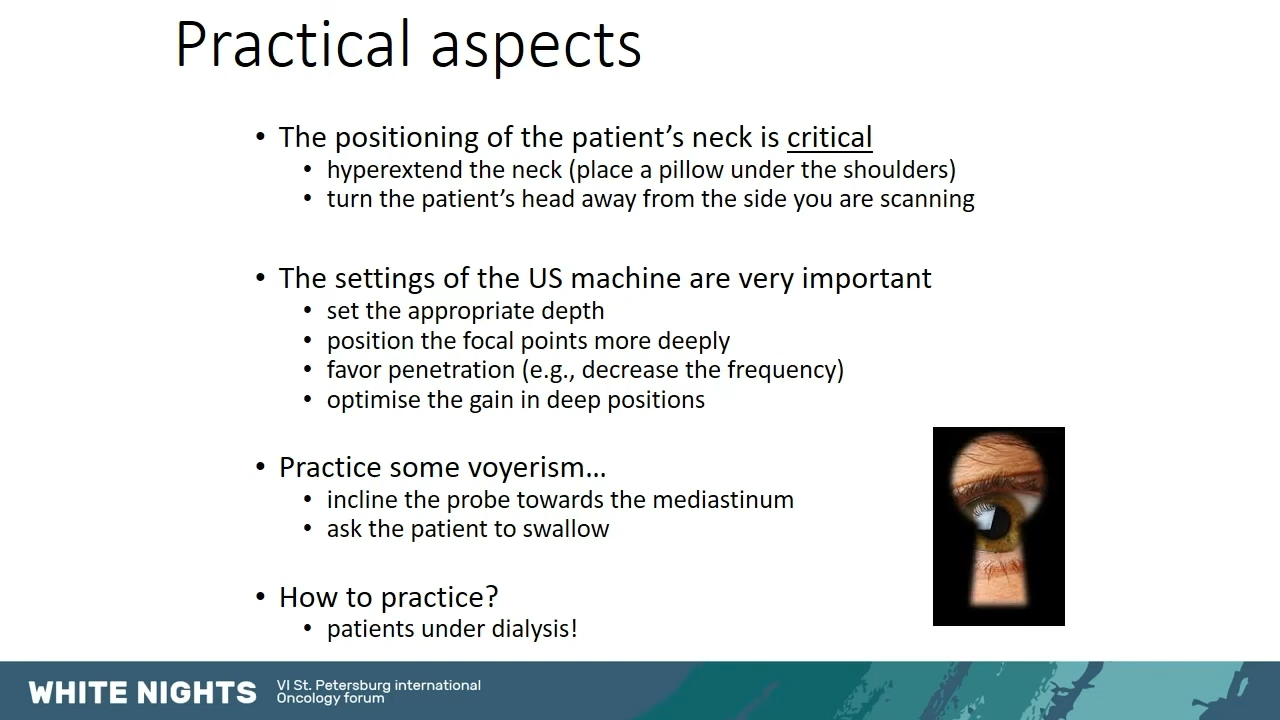 Practical aspects
• The positioning of the patient's neck is critical
• hyperextend the neck (place a pillow under the shoulders)
• turn the patient's head away from the side you are scanning
• The settings of the US machine are very important
• set the appropriate depth
• position the focal points more deeply
• favor penetration (e.g., decrease the frequency)
• optimise the gain in deep positions
• Practice some voyerism…
• incline the probe towards the mediastinum
• ask the patient to swallow
• How to practice?
• patients under dialysis!
WHITE NIGHTS
VI St. Petersburg international
Oncology forum